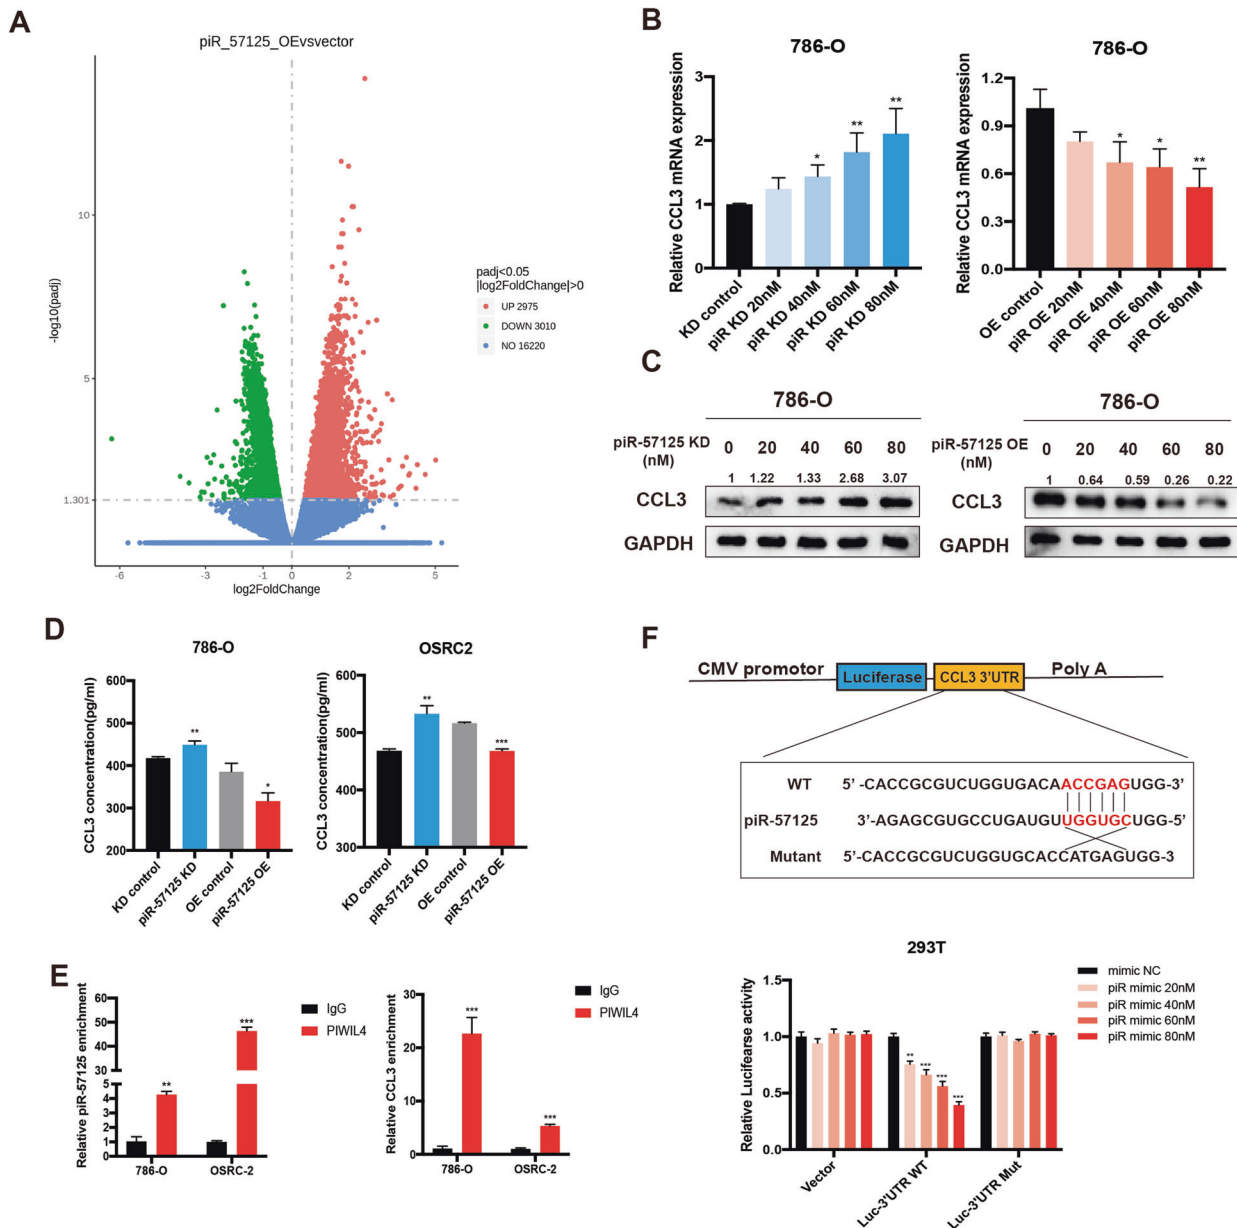 A
piR_57125_OEvsvector
-log10(padj)
10
5
1.301
-6
-3
-1
0
2
5
log2FoldChange
padj<0.05
|log2FoldChange|>0
UP 2975
DOWN 3010
NO 16220
B
786-O
Relative CCL3 mRNA expression
3
2
1
0
*
**
**
KD control
piR KD 20nM
piR KD 40nM
piR KD 60nM
piR KD 80nM
786-O
Relative CCL3 mRNA expression
1.2
0.9
0.6
0.3
0.0
*
*
**
OE control
piR OE 20nM
piR OE 40nM
piR OE 60nM
piR OE 80nM
C
786-O
piR-57125 KD
(nM)
0 20 40 60 80
1 1.22 1.33 2.68 3.07
CCL3
GAPDH
786-O
piR-57125 OE
(nM)
0 20 40 60 80
1 0.64 0.59 0.26 0.22
CCL3
GAPDH
D
786-O
CCL3 concentration(pg/ml)
600
500
400
300
200
**
*
KD control
piR-57125 KD
OE control
piR-57125 OE
OSRC2
CCL3 concentration(pg/ml)
600
500
400
300
**
***
KD control
piR-57125 KD
OE control
piR-57125 OE
E
Relative piR-57125 enrichment
60
50
40
30
20
10
5
4
3
2
1
0
**
***
786-O
OSRC-2
IgG
PIWIL4
Relative CCL3 enrichment
30
20
10
0
***
***
786-O
OSRC-2
IgG
PIWIL4
F
CMV promotor
Luciferase
CCL3 3'UTR
Poly A
WT 5' -CACCGCGUCUGGUGACAACCGAGUGG-3'
piR-57125 3'-AGAGCGUGCCUGAUGUUGGUGCUGG-5'
Mutant 5'-CACCGCGUCUGGUGCACCAUGAGUGG-3
293T
Relative Lucifearse activity
1.5
1.0
0.5
0.0
**
***
***
***
Vector
Luc-3'UTR WT
Luc-3'UTR Mut
mimic NC
piR mimic 20nM
piR mimic 40nM
piR mimic 60nM
piR mimic 80nM